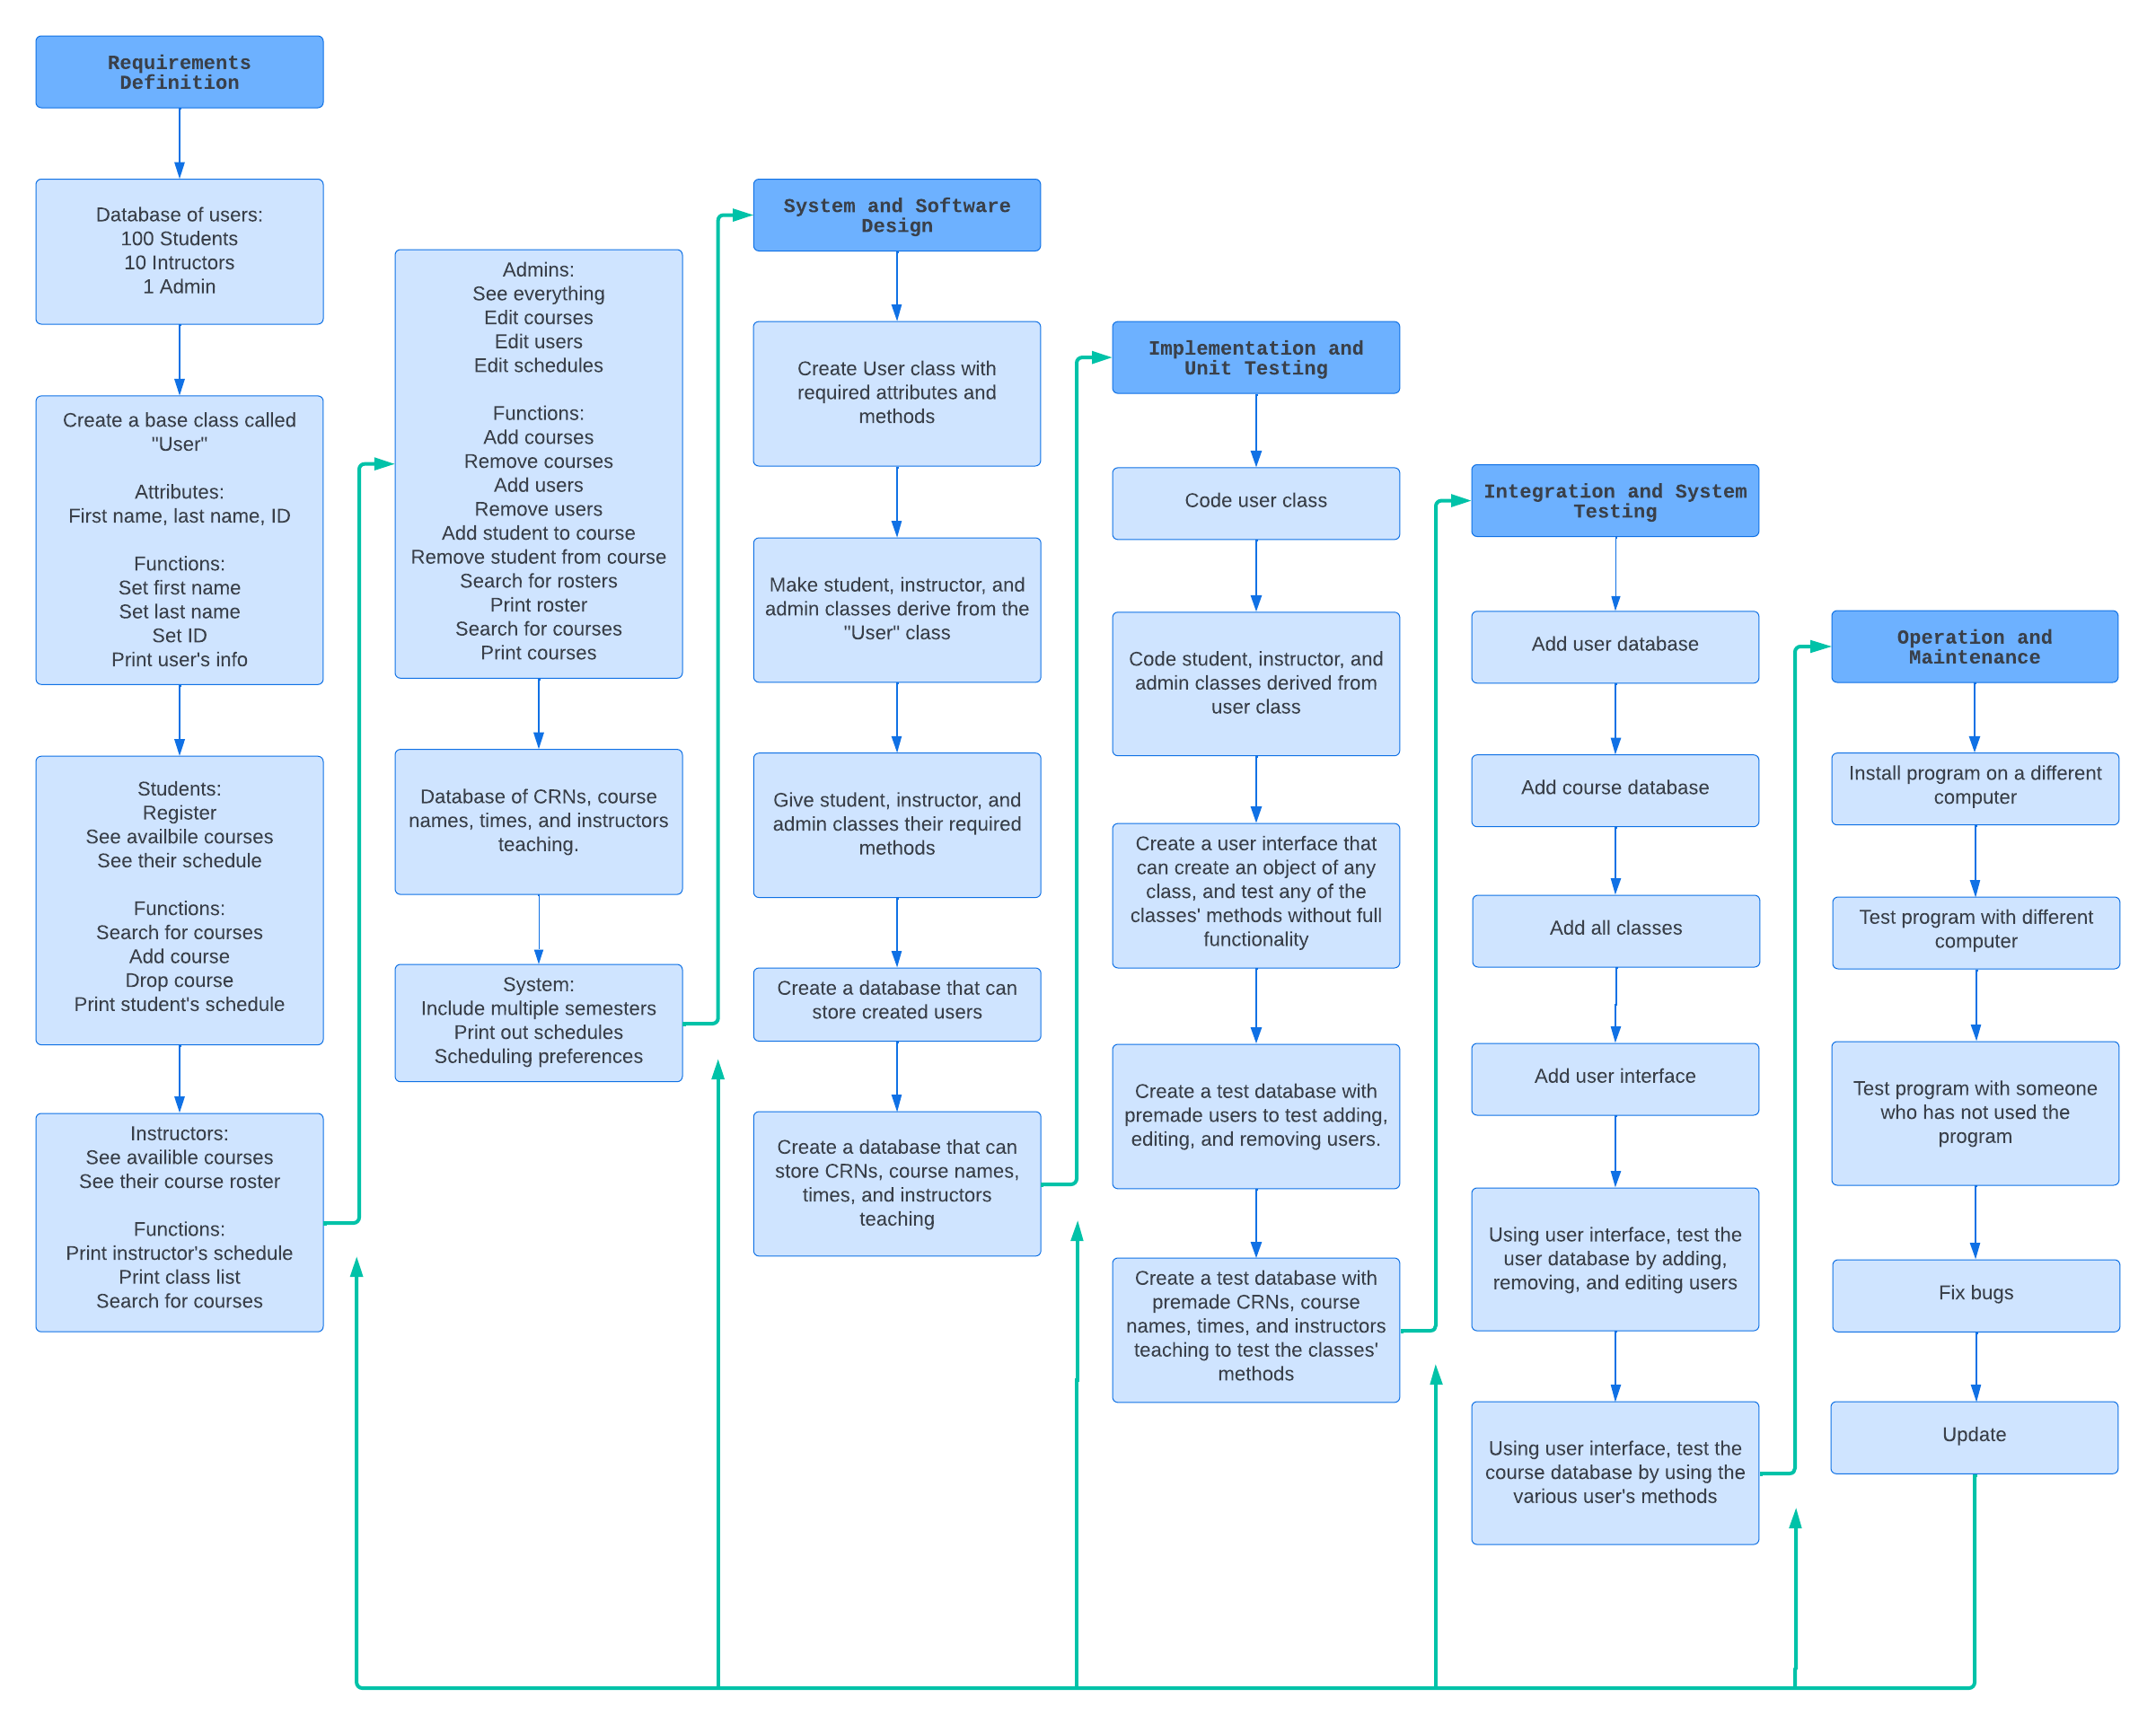 Requirements
Definition
Database of users:
100 Students
10 Intructors
1 Admin
Create a base class called
"User"
Attributes:
First name, last name, ID
Functions:
Set first name
Set last name
Set ID
Print user's info
Students:
Register
See availbile courses
See their schedule
Functions:
Search for courses
Add course
Drop course
Print student's schedule
Instructors:
See availible courses
See their course roster
Functions:
Print instructor's schedule
Print class list
Search for courses
Admins:
See everything
Edit courses
Edit users
Edit schedules
Functions:
Add courses
Remove courses
Add users
Remove users
Add student to course
Remove student from course
Search for rosters
Print roster
Search for courses
Print courses
Database of CRNs, course
names, times, and instructors
teaching.
System:
Include multiple semesters
Print out schedules
Scheduling preferences
System and Software
Design
Create User class with
required attributes and
methods
Make student, instructor, and
admin classes derive from the
"User" class
Give student, instructor, and
admin classes their required
methods
Create a database that can
store created users
Create a database that can
store CRNs, course names,
times, and instructors
teaching
Implementation and
Unit Testing
Code user class
Code student, instructor, and
admin classes derived from
user class
Create a user interface that
can create an object of any
class, and test any of the
classes' methods without full
functionality
Create a test database with
premade users to test adding,
editing, and removing users.
Create a test database with
premade CRNs, course
names, times, and instructors
teaching to test the classes'
methods
Integration and System
Testing
Add user database
Add course database
Add all classes
Add user interface
Using user interface, test the
user database by adding,
removing, and editing users
Using user interface, test the
course database by using the
various user's methods
Operation and
Maintenance
Install program on a different
computer
Test program with different
computer
Test program with someone
who has not used the
program
Fix bugs
Update